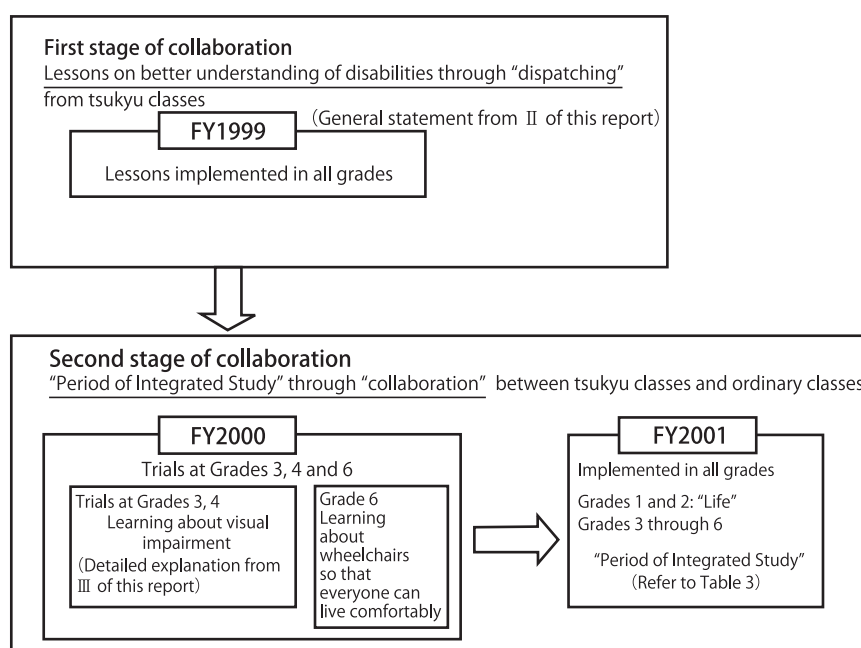 First stage of collaboration
Lessons on better understanding of disabilities through “dispatching”
from tsukyu classes
(General statement from Ⅱ of this report)
FY1999
Lessons implemented in all grades
Second stage of collaboration
“Period of Integrated Study” through “collaboration” between tsukyu classes and ordinary classes
FY2000
Trials at Grades 3, 4 and 6
Trials at Grades 3, 4
Learning about visual
impairment
(Detailed explanation from
Ⅲ of this report)
Grade 6
Learning
about
wheelchairs
so that
everyone can
live comfortably
FY2001
Implemented in all grades
Grades 1 and 2: “Life”
Grades 3 through 6
“Period of Integrated Study”
(Refer to Table 3)